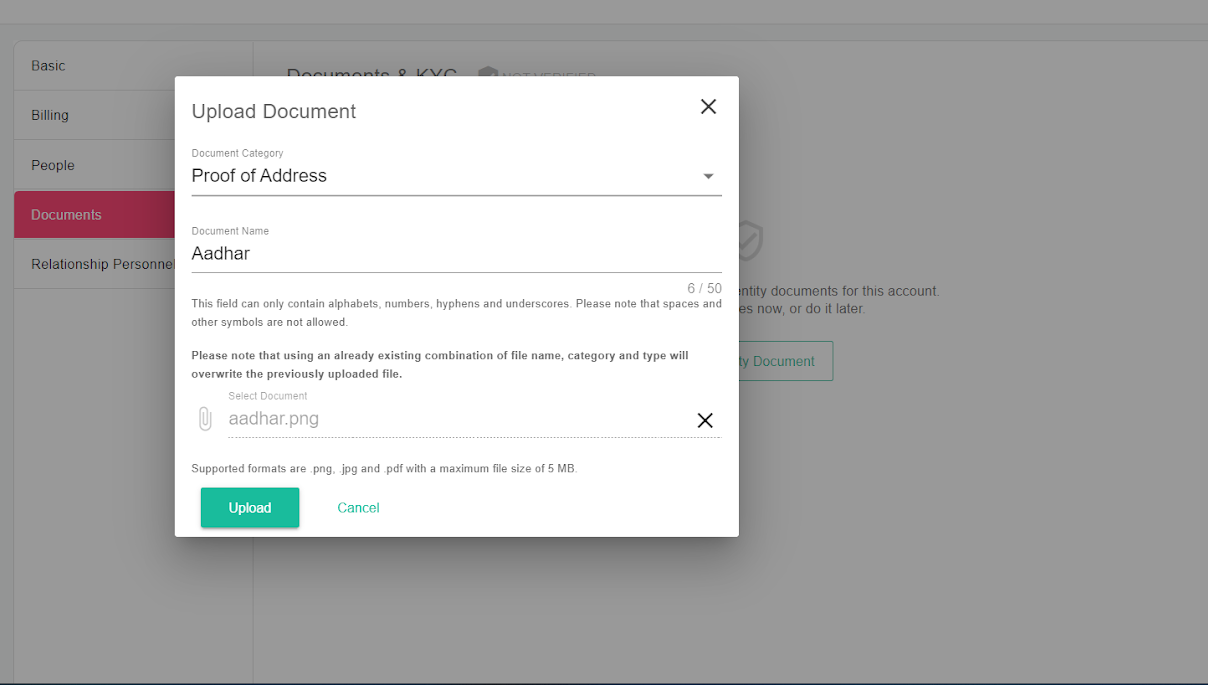 Basic
Billing
People
Documents
Relationship Personnel
Documents & KYC NOT VERIFIED
Upload Document
Document Category
Proof of Address
Document Name
Aadhar
6 / 50
This field can only contain alphabets, numbers, hyphens and underscores. Please note that spaces and
other symbols are not allowed.
Please note that using an already existing combination of file name, category and type will
overwrite the previously uploaded file.
Select Document
aadhar.png
Supported formats are .png, .jpg and .pdf with a maximum file size of 5 MB.
Upload Cancel
entity documents for this account.
now, or do it later.
Document